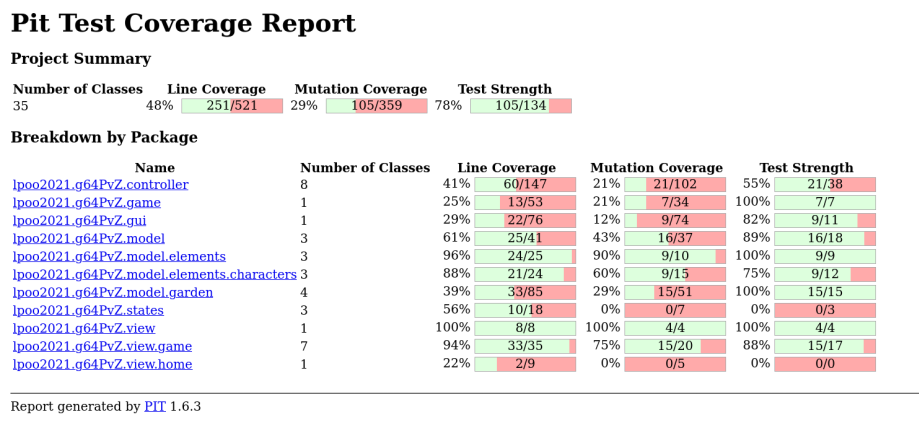 Pit Test Coverage Report
Project Summary
Number of Classes Line Coverage Mutation Coverage Test Strength
35 48% 251/521 29% 105/359 78% 105/134
Breakdown by Package
Name Number of Classes Line Coverage Mutation Coverage Test Strength
lpoo2021.g64PvZ.controller 8 41% 60/147 21% 21/102 55% 21/38
lpoo2021.g64PvZ.game 1 25% 13/53 21% 7/34 100% 7/7
lpoo2021.g64PvZ.gui 1 29% 22/76 12% 9/74 82% 9/11
lpoo2021.g64PvZ.model 3 61% 25/41 43% 16/37 89% 16/18
lpoo2021.g64PvZ.model.elements 3 96% 24/25 90% 9/10 100% 9/9
lpoo2021.g64PvZ.model.elements.characters 3 88% 21/24 60% 9/15 75% 9/12
lpoo2021.g64PvZ.model.garden 4 39% 33/85 29% 15/51 100% 15/15
lpoo2021.g64PvZ.states 3 56% 10/18 0% 0/7 0% 0/3
lpoo2021.g64PvZ.view 1 100% 8/8 100% 4/4 100% 4/4
lpoo2021.g64PvZ.view.game 7 94% 33/35 75% 15/20 88% 15/17
lpoo2021.g64PvZ.view.home 1 22% 2/9 0% 0/5 0% 0/0
Report generated by PIT 1.6.3